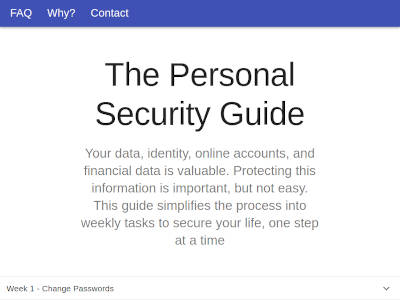 FAQ Why? Contact
The Personal
Security Guide
Your data, identity, online accounts, and
financial data is valuable. Protecting this
information is important, but not easy.
This guide simplifies the process into
weekly tasks to secure your life, one step
at a time
Week 1 - Change Passwords